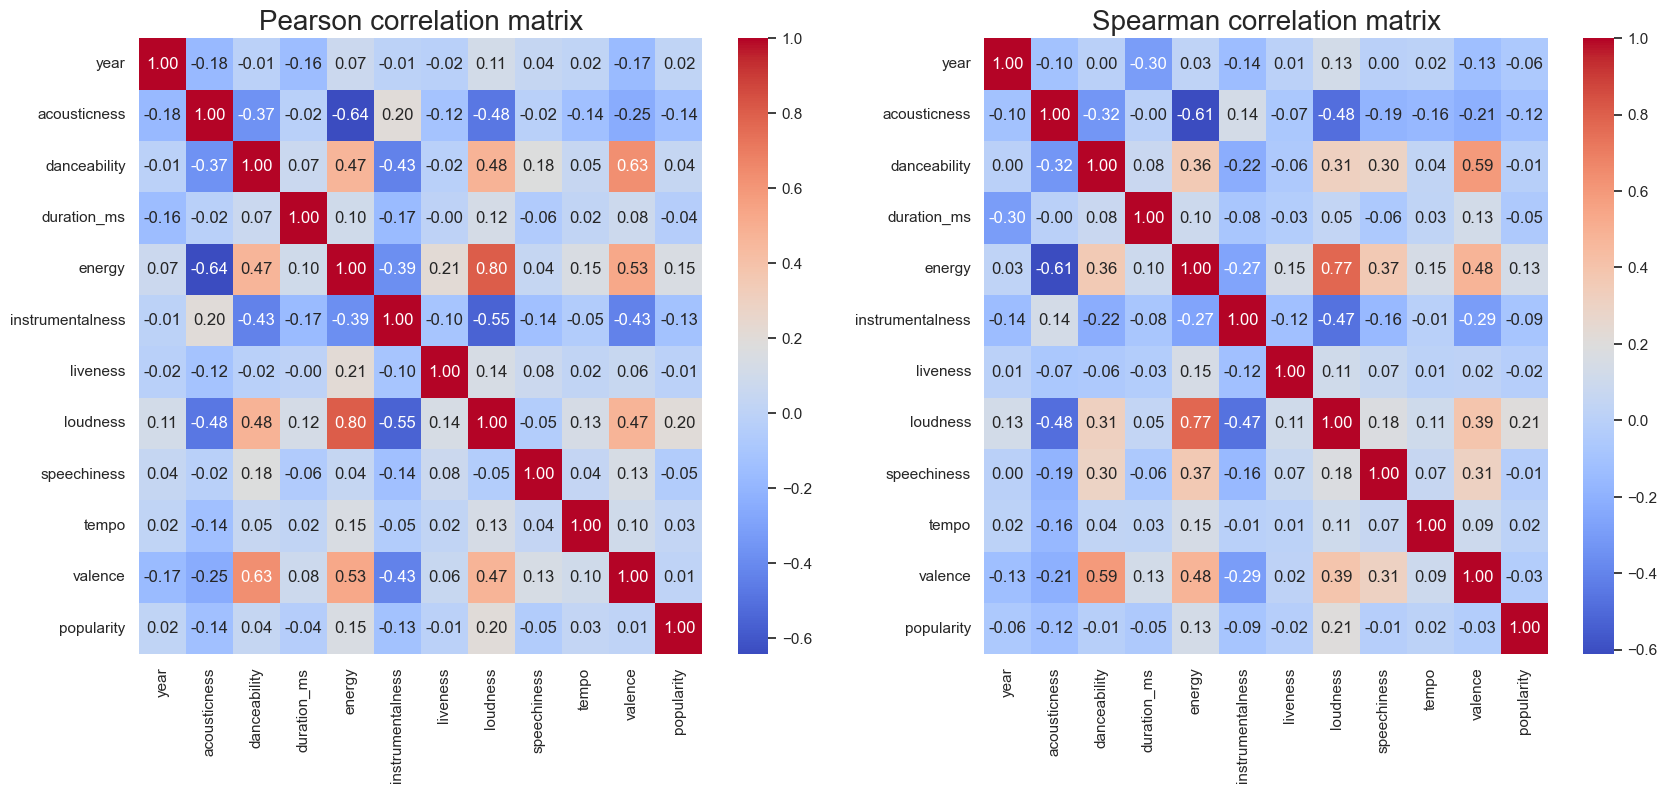 Pearson correlation matrix
year 1.00 -0.18 -0.01 -0.16 0.07 -0.01 -0.02 0.11 0.04 0.02 -0.17 0.02
acousticness -0.18 1.00 -0.37 -0.02 -0.64 0.20 -0.12 -0.48 -0.02 -0.14 -0.25 -0.14
danceability -0.01 -0.37 1.00 0.07 0.47 -0.43 -0.02 0.48 0.18 0.05 0.63 0.04
duration_ms -0.16 -0.02 0.07 1.00 0.10 -0.17 -0.00 0.12 -0.06 0.02 0.08 -0.04
energy 0.07 -0.64 0.47 0.10 1.00 -0.39 0.21 0.80 0.04 0.15 0.53 0.15
instrumentalness -0.01 0.20 -0.43 -0.17 -0.39 1.00 -0.10 -0.55 -0.14 -0.05 -0.43 -0.13
liveness -0.02 -0.12 -0.02 -0.00 0.21 -0.10 1.00 0.14 0.08 0.02 0.06 -0.01
loudness 0.11 -0.48 0.48 0.12 0.80 -0.55 0.14 1.00 -0.05 0.13 0.47 0.20
speechiness 0.04 -0.02 0.18 -0.06 0.04 -0.14 0.08 -0.05 1.00 0.04 0.13 -0.05
tempo 0.02 -0.14 0.05 0.02 0.15 -0.05 0.02 0.13 0.04 1.00 0.10 0.03
valence -0.17 -0.25 0.63 0.08 0.53 -0.43 0.06 0.47 0.13 0.10 1.00 0.01
popularity 0.02 -0.14 0.04 -0.04 0.15 -0.13 -0.01 0.20 -0.05 0.03 0.01 1.00
year acousticness danceability duration_ms energy instrumentalness liveness loudness speechiness tempo valence popularity
1.0
0.8
0.6
0.4
0.2
0.0
−0.2
−0.4
−0.6
Spearman correlation matrix
year 1.00 -0.10 0.00 -0.30 0.03 -0.14 0.01 0.13 0.00 0.02 -0.13 -0.06
acousticness -0.10 1.00 -0.32 -0.00 -0.61 0.14 -0.07 -0.48 -0.19 -0.16 -0.21 -0.12
danceability 0.00 -0.32 1.00 0.08 0.36 -0.22 -0.06 0.31 0.30 0.04 0.59 -0.01
duration_ms -0.30 -0.00 0.08 1.00 0.10 -0.08 -0.03 0.05 -0.06 0.03 0.13 -0.05
energy 0.03 -0.61 0.36 0.10 1.00 -0.27 0.15 0.77 0.37 0.15 0.48 0.13
instrumentalness -0.14 0.14 -0.22 -0.08 -0.27 1.00 -0.12 -0.47 -0.16 -0.01 -0.29 -0.09
liveness 0.01 -0.07 -0.06 -0.03 0.15 -0.12 1.00 0.11 0.07 0.01 0.02 -0.02
loudness 0.13 -0.48 0.31 0.05 0.77 -0.47 0.11 1.00 0.18 0.11 0.39 0.21
speechiness 0.00 -0.19 0.30 -0.06 0.37 -0.16 0.07 0.18 1.00 0.07 0.31 -0.01
tempo 0.02 -0.16 0.04 0.03 0.15 -0.01 0.01 0.11 0.07 1.00 0.09 0.02
valence -0.13 -0.21 0.59 0.13 0.48 -0.29 0.02 0.39 0.31 0.09 1.00 -0.03
popularity -0.06 -0.12 -0.01 -0.05 0.13 -0.09 -0.02 0.21 -0.01 0.02 -0.03 1.00
year acousticness danceability duration_ms energy instrumentalness liveness loudness speechiness tempo valence popularity
1.0
0.8
0.6
0.4
0.2
0.0
−0.2
−0.4
−0.6